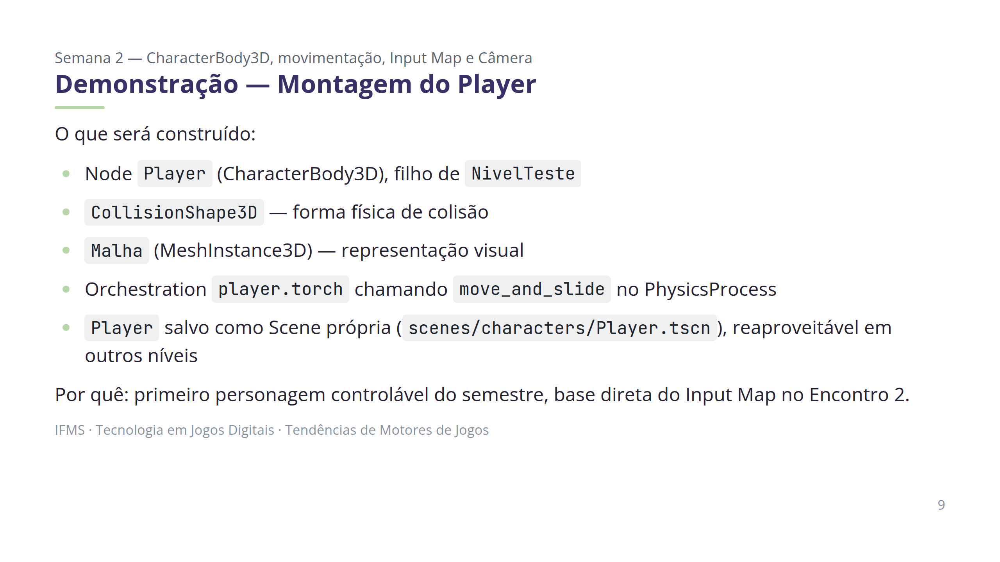 Semana 2 — CharacterBody3D, movimentação, Input Map e Câmera
Demonstração — Montagem do Player
O que será construído:
Node Player (CharacterBody3D), filho de NivelTeste
CollisionShape3D — forma física de colisão
Malha (MeshInstance3D) — representação visual
Orchestration player.torch chamando move_and_slide no PhysicsProcess
Player salvo como Scene própria (scenes/characters/Player.tscn), reaproveitável em
outros níveis
Por quê: primeiro personagem controlável do semestre, base direta do Input Map no Encontro 2.
IFMS · Tecnologia em Jogos Digitais · Tendências de Motores de Jogos
9